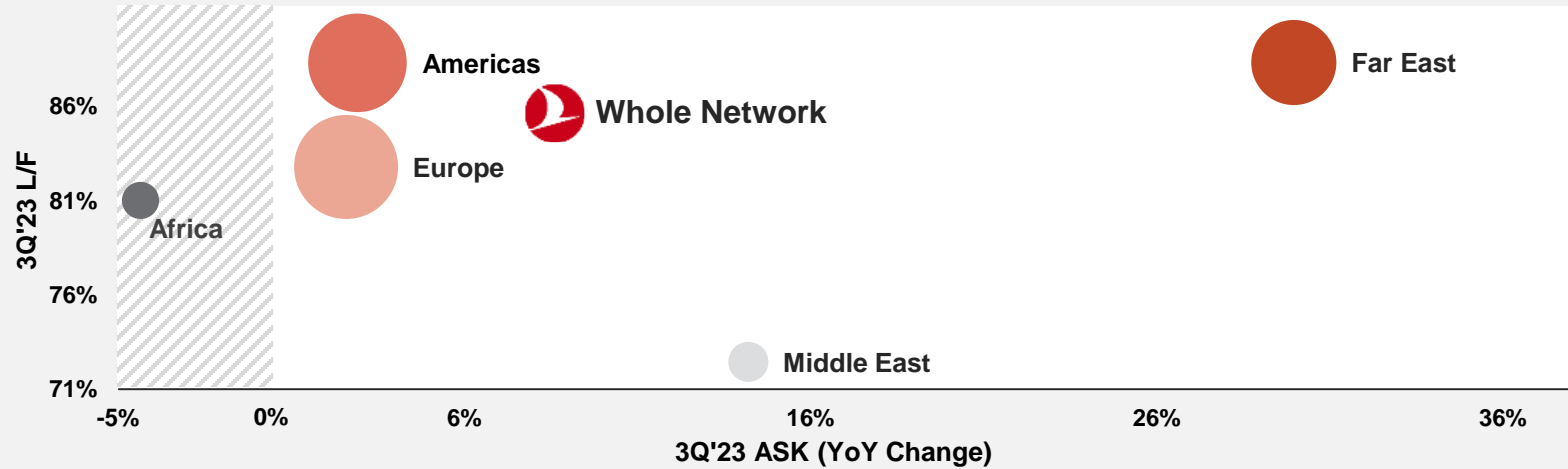 Americas
Far East
86%
Whole Network
Europe
81%
Africa
3Q'23 L/F
76%
Middle East
71%
-5% 0% 6% 16% 26% 36%
3Q'23 ASK (YoY Change)